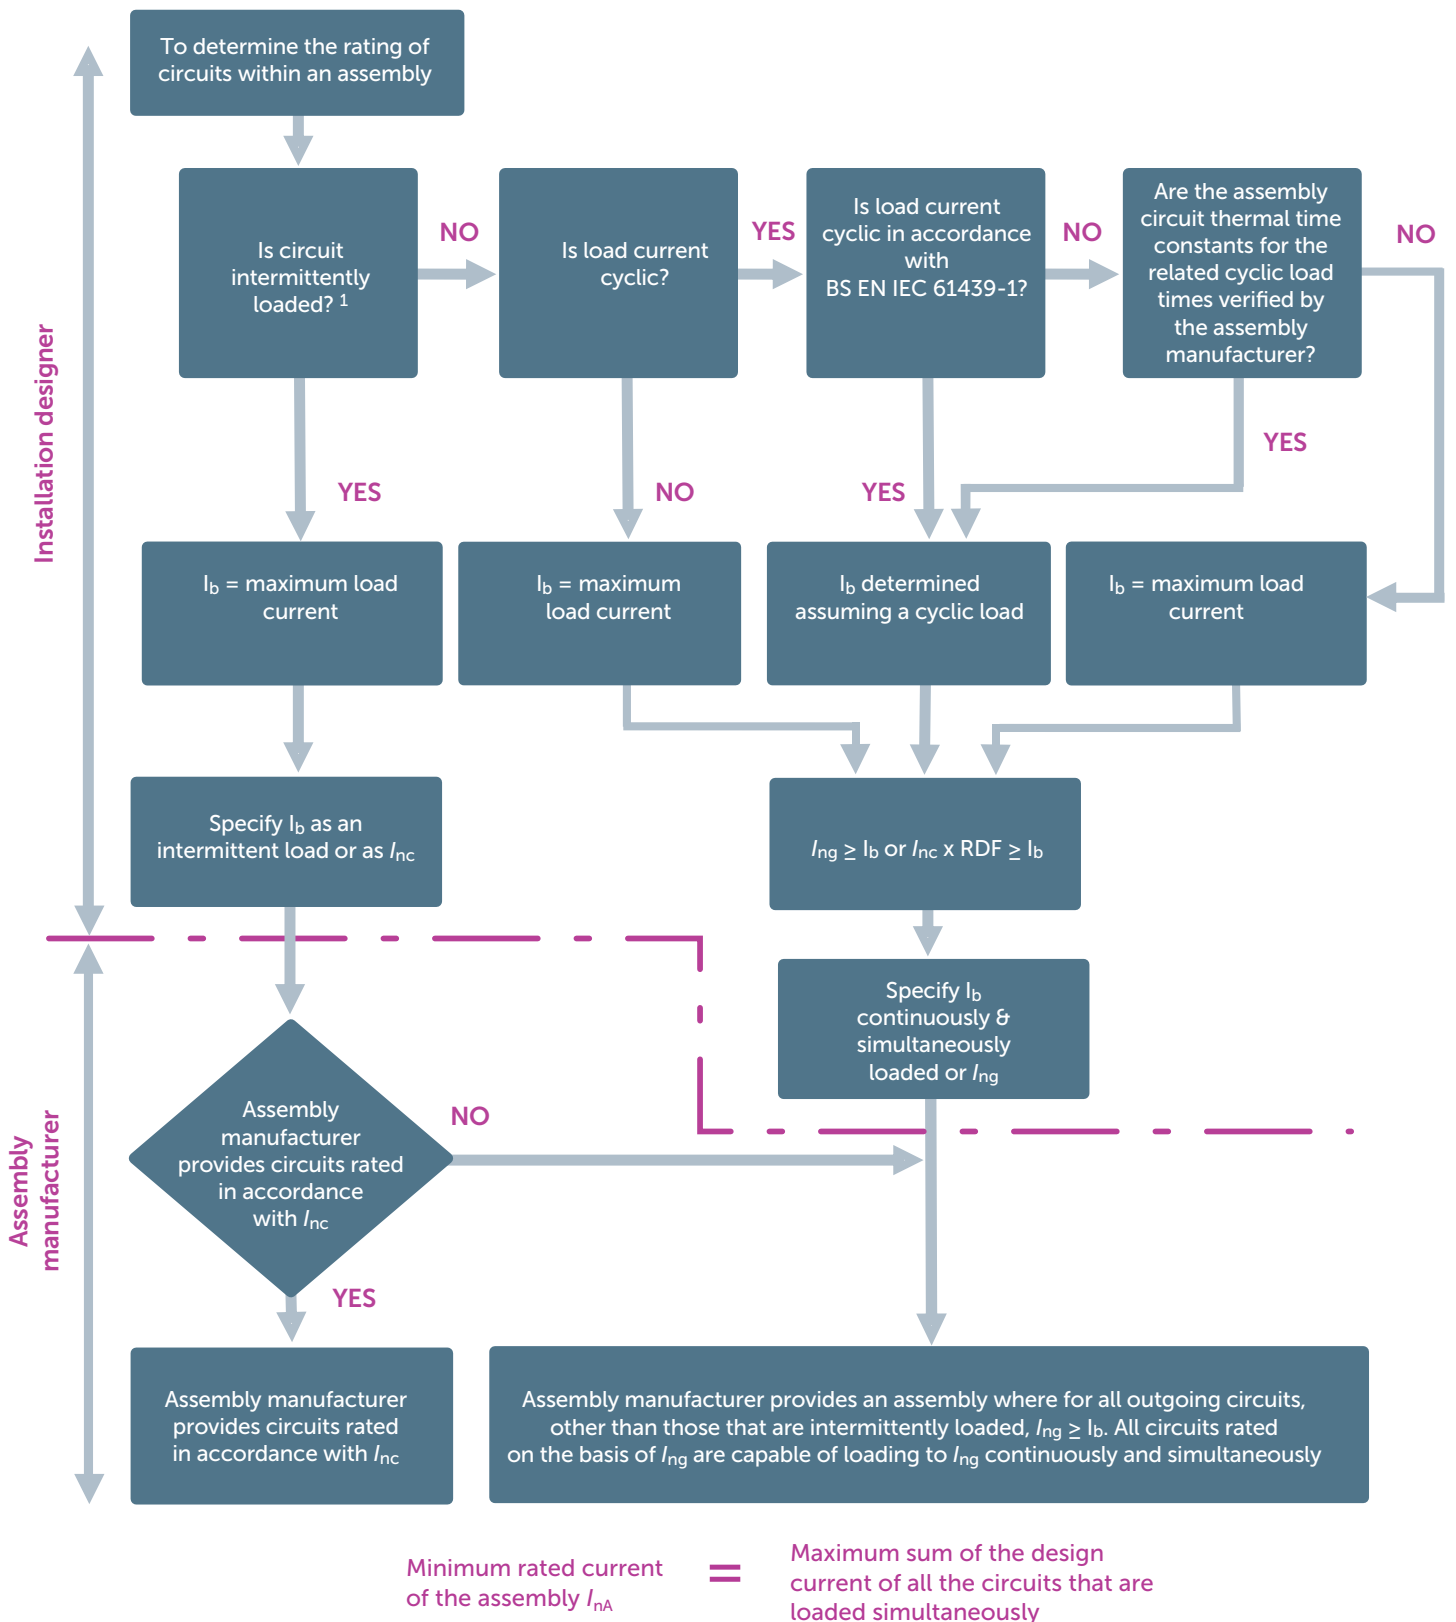 To determine the rating of
circuits within an assembly
Is circuit
intermittently
loaded? 1
NO
Is load current
cyclic?
YES
Is load current
cyclic in accordance
with
BS EN IEC 61439-1?
NO
Are the assembly
circuit thermal time
constants for the
related cyclic load
times verified by
the assembly
manufacturer?
NO
Installation designer
YES
NO
YES
YES
Ib = maximum load
current
Ib = maximum
load current
Ib determined
assuming a cyclic load
Ib = maximum load
current
Specify Ib as an
intermittent load or as Inc
Ing ≥ Ib or Inc x RDF ≥ Ib
Specify Ib
continuously &
simultaneously
loaded or Ing
Assembly
manufacturer
Assembly
manufacturer
provides circuits rated
in accordance
with Inc
NO
YES
Assembly manufacturer
provides circuits rated
in accordance with Inc
Assembly manufacturer provides an assembly where for all outgoing circuits,
other than those that are intermittently loaded, Ing ≥ Ib. All circuits rated
on the basis of Ing are capable of loading to Ing continuously and simultaneously
Minimum rated current
of the assembly InA
=
Maximum sum of the design
current of all the circuits that are
loaded simultaneously